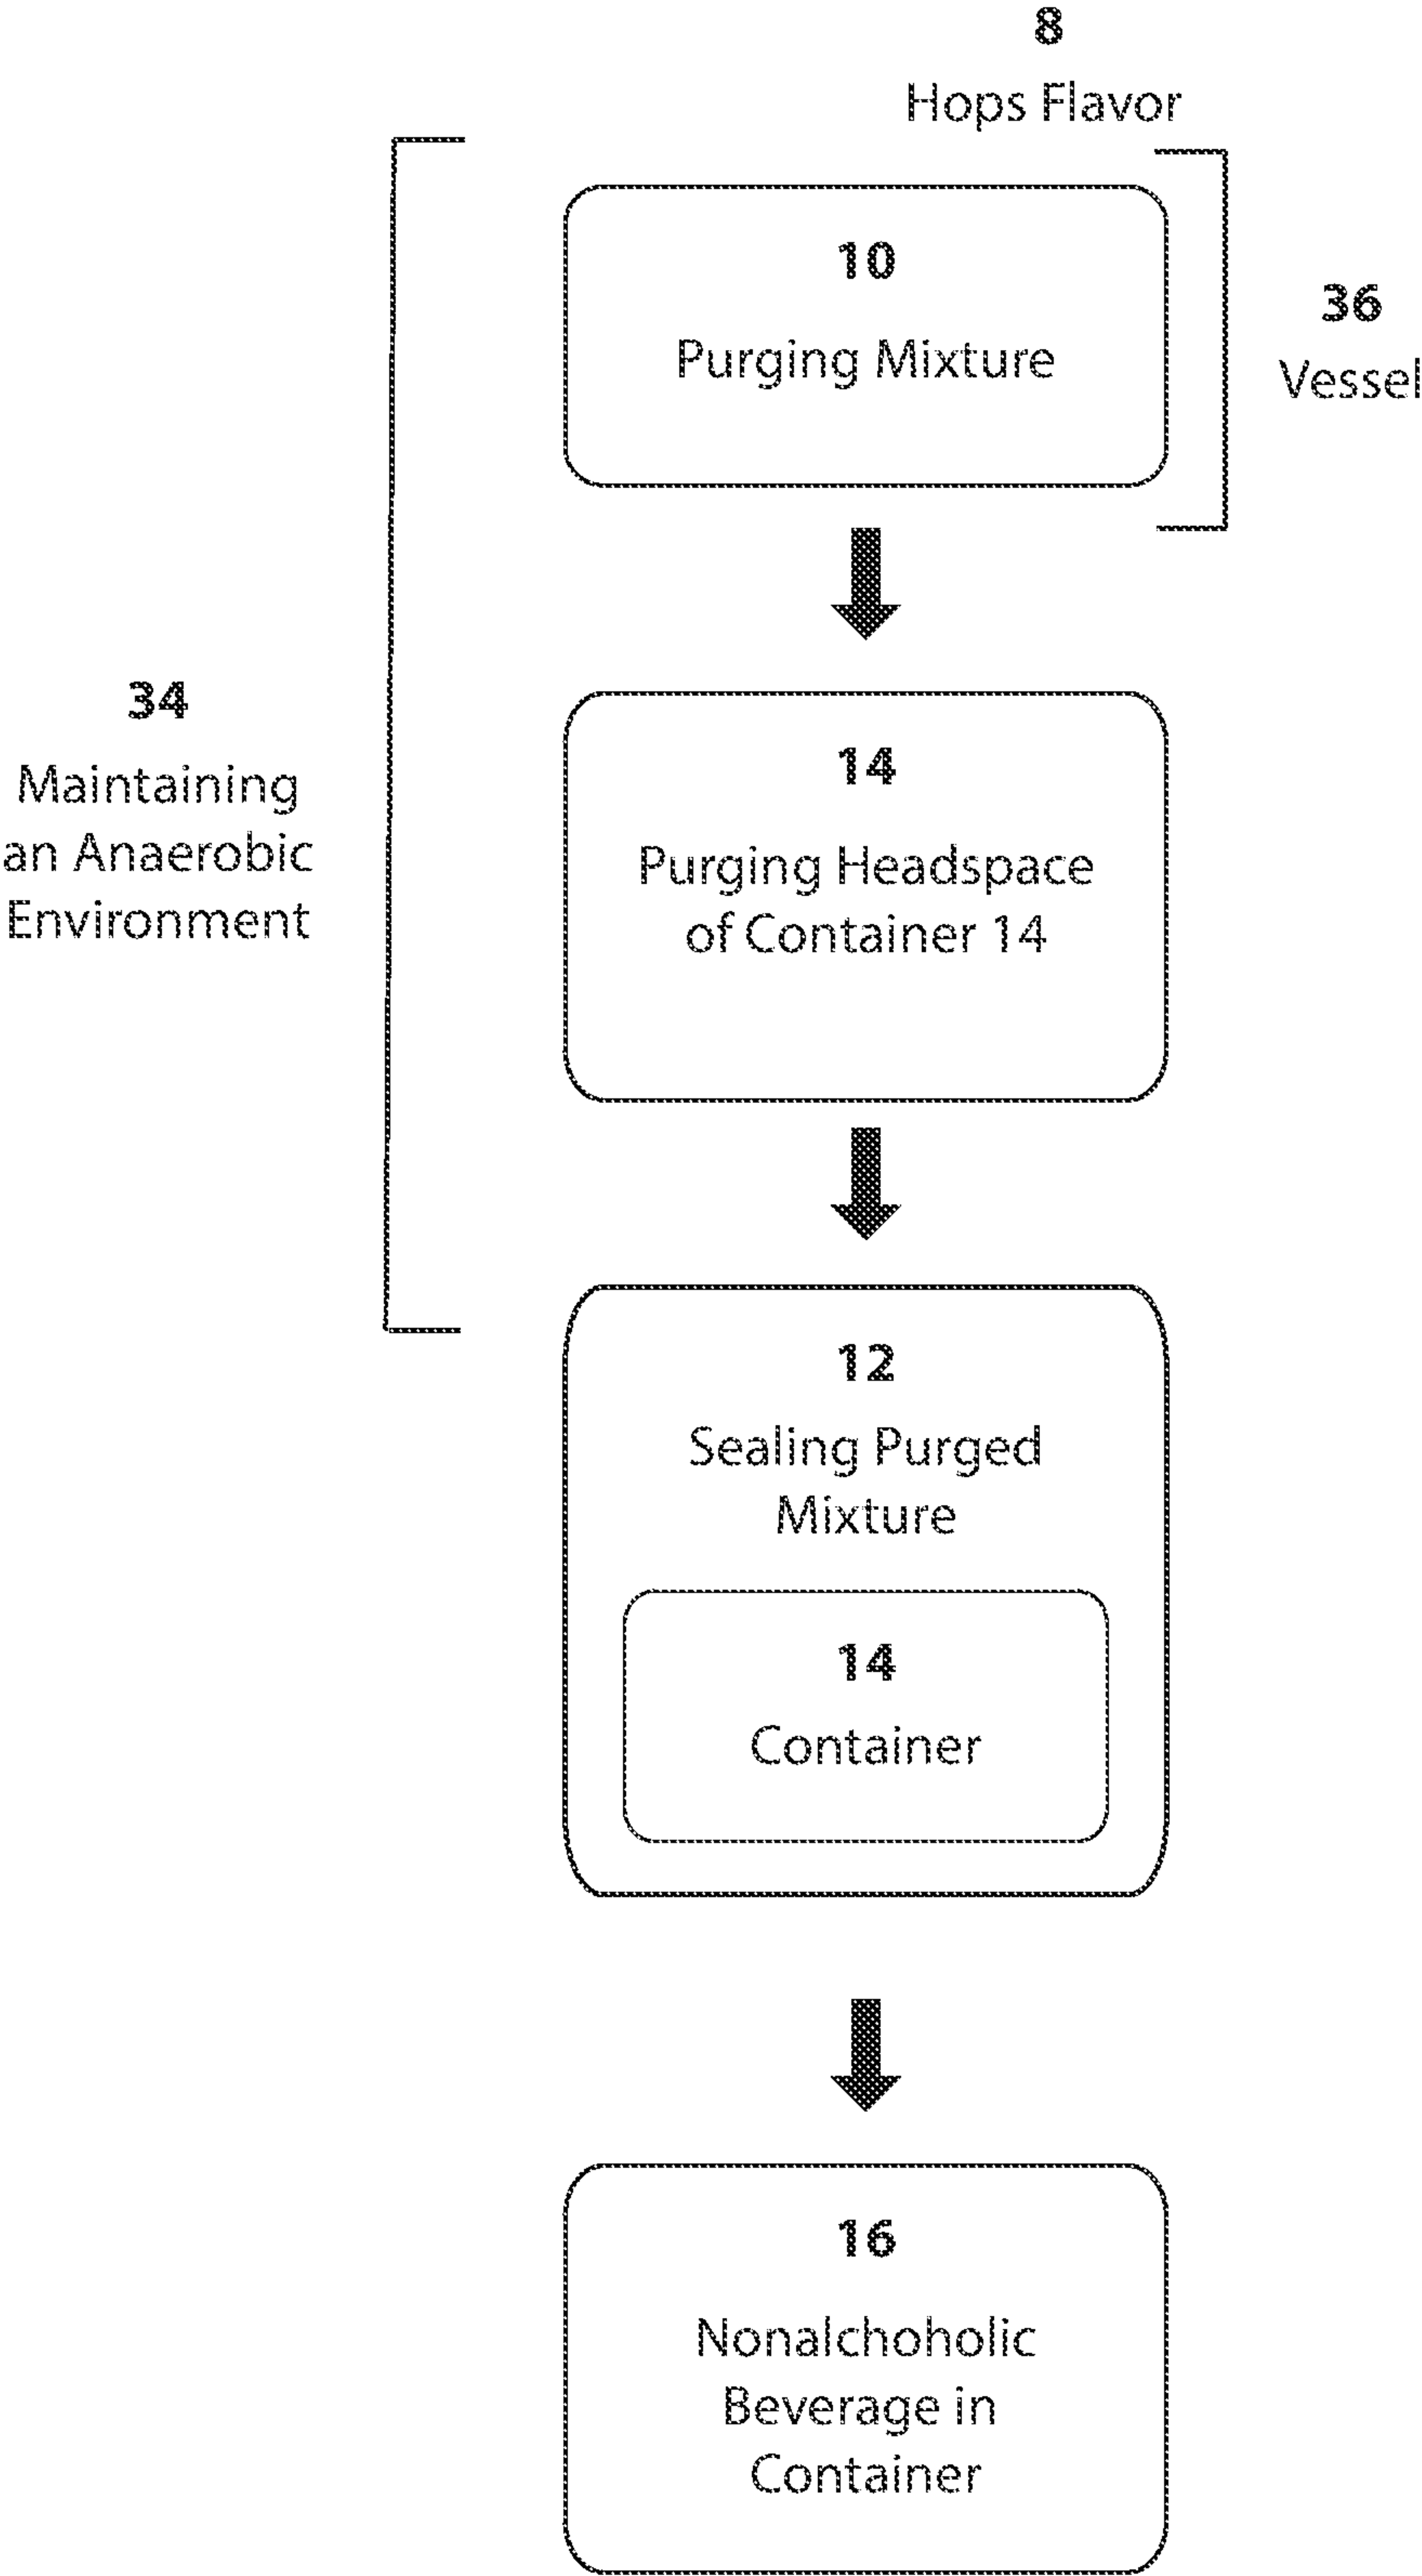 8
Hops Flavor
10
Purging Mixture
36
Vessel
34
Maintaining
an Anaerobic
Environment
14
Purging Headspace
of Container 14
12
Sealing Purged
Mixture
14
Container
16
Nonalchoholic
Beverage in
Container